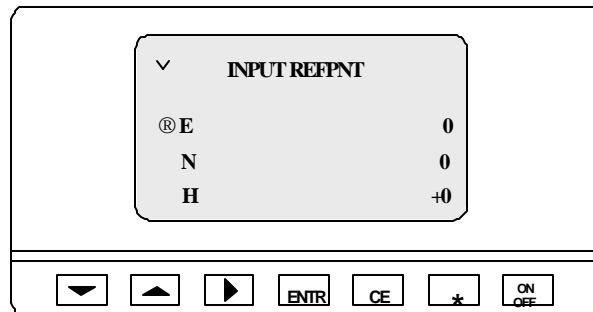 INPUT REFPNT
® E 0
N 0
H +0
ENTR CE * ON OFF